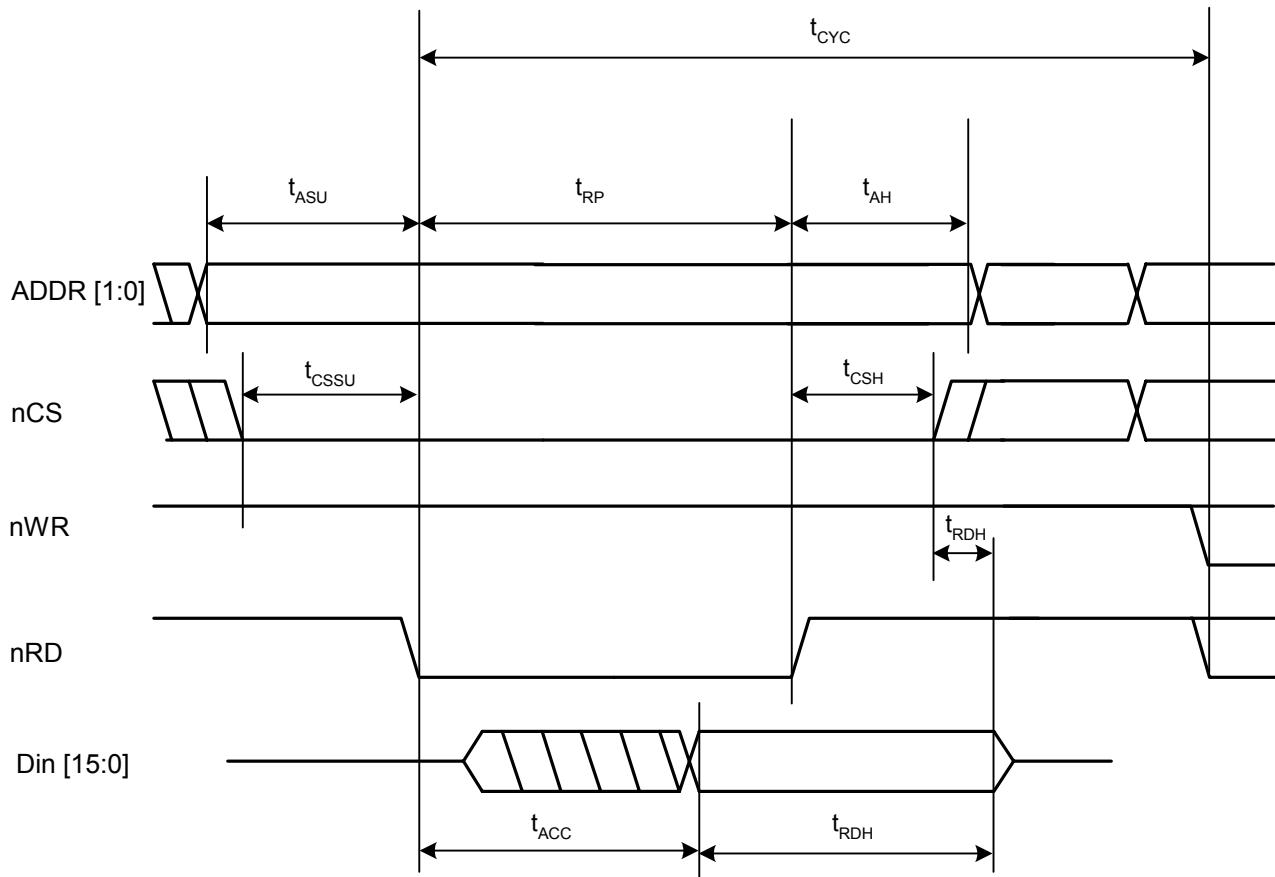 tCYC
tASU
tRP
tAH
ADDR [1:0]
tCSSU
tCSH
nCS
nWR
tRDH
nRD
Din [15:0]
tACC
tRDH